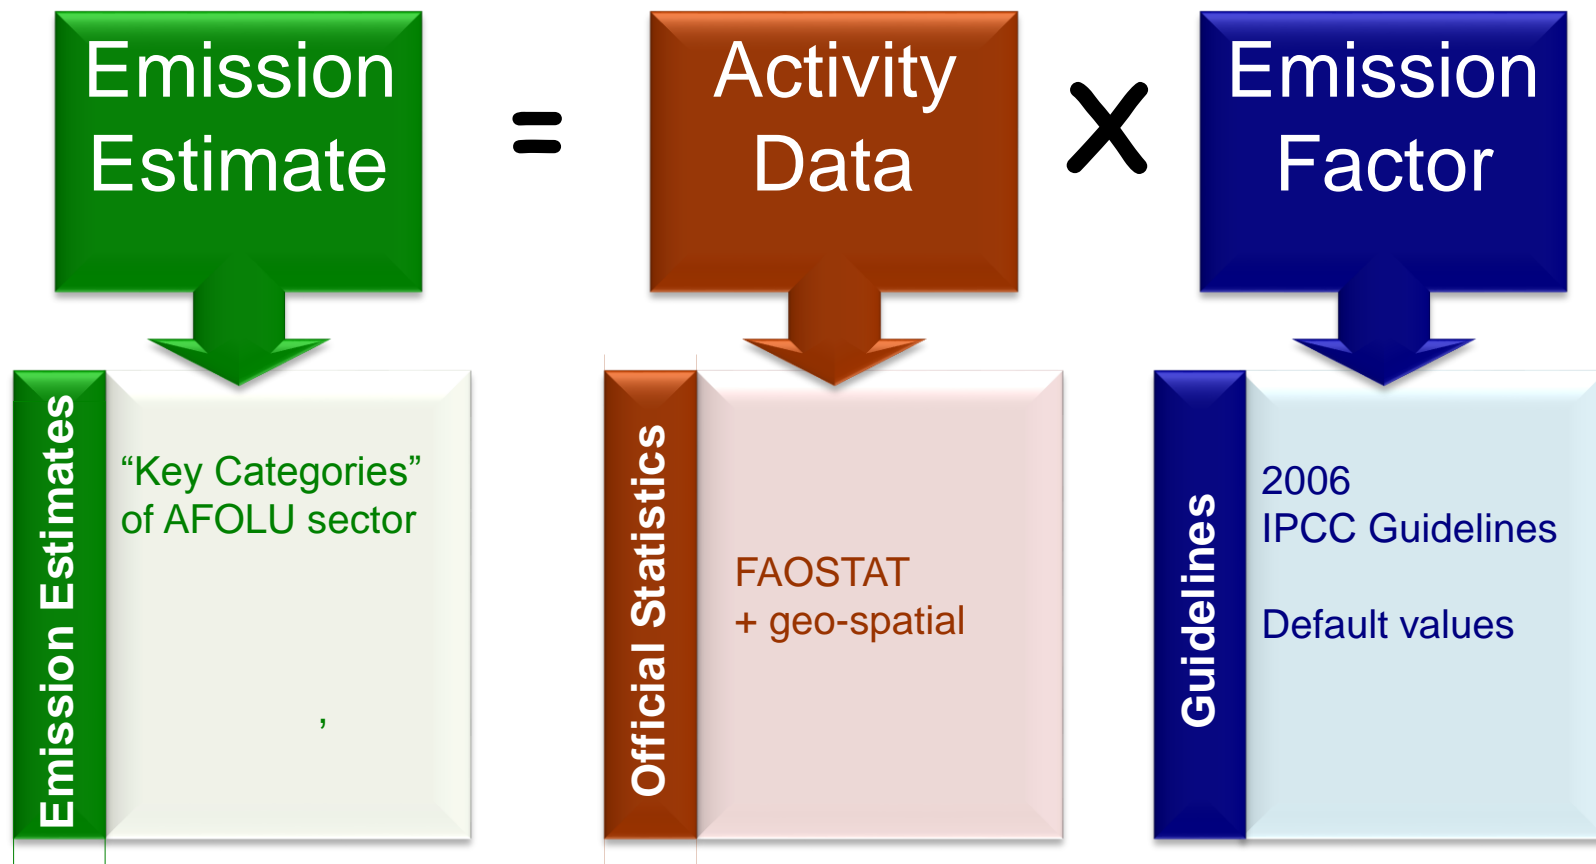 Emission
Estimate
=
Activity
Data
X
Emission
Factor
Emission Estimates
“Key Categories”
of AFOLU sector
,
Official Statistics
FAOSTAT
+ geo-spatial
Guidelines
2006
IPCC Guidelines
Default values